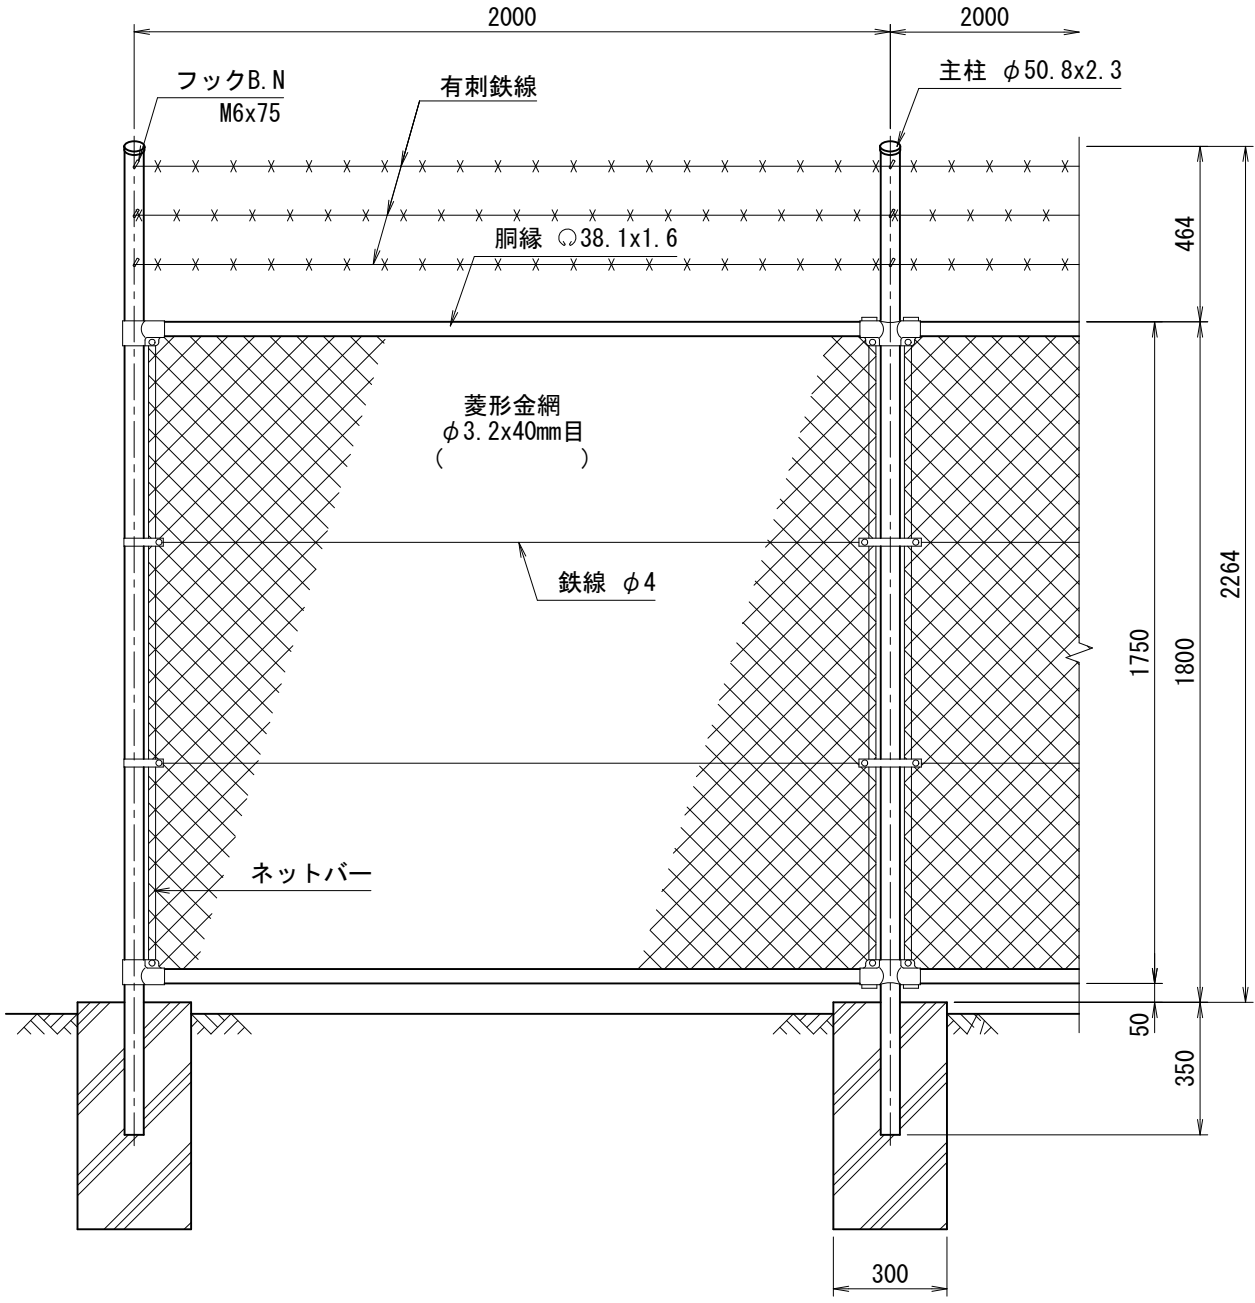 2000
2000
フックB.N
M6x75
有刺鉄線
主柱 φ50.8x2.3
胴縁 38.1x1.6
464
菱形金網
φ3.2x40mm目
(　　　　)
鉄線 φ4
2264
1750
1800
ネットバー
50
350
300